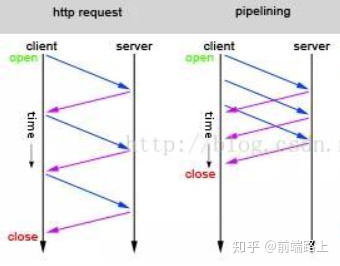 http request
pipelining
client
server
open
time
close
client
server
open
time
close
http://blog.csdn.n
知乎 @前端路上